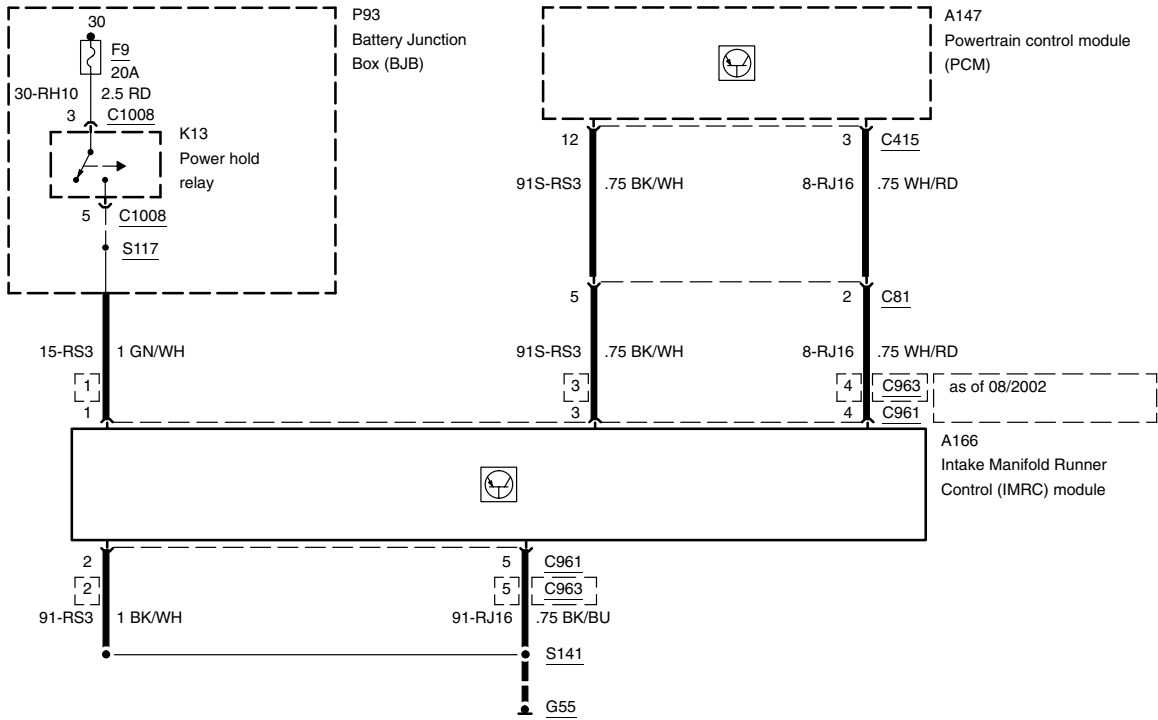 30
F9
20A
30-RH10 2.5 RD
3 C1008
K13
Power hold
relay
5 C1008
S117
P93
Battery Junction
Box (BJB)
A147
Powertrain control module
(PCM)
12 3 C415
91S-RS3 .75 BK/WH 8-RJ16 .75 WH/RD
5 2 C81
15-RS3 1 GN/WH 91S-RS3 .75 BK/WH 8-RJ16 .75 WH/RD
1 3 4 C963 as of 08/2002
1 3 4 C961
A166
Intake Manifold Runner
Control (IMRC) module
2 5 C961
2 5 C963
91-RS3 1 BK/WH 91-RJ16 .75 BK/BU
S141
G55